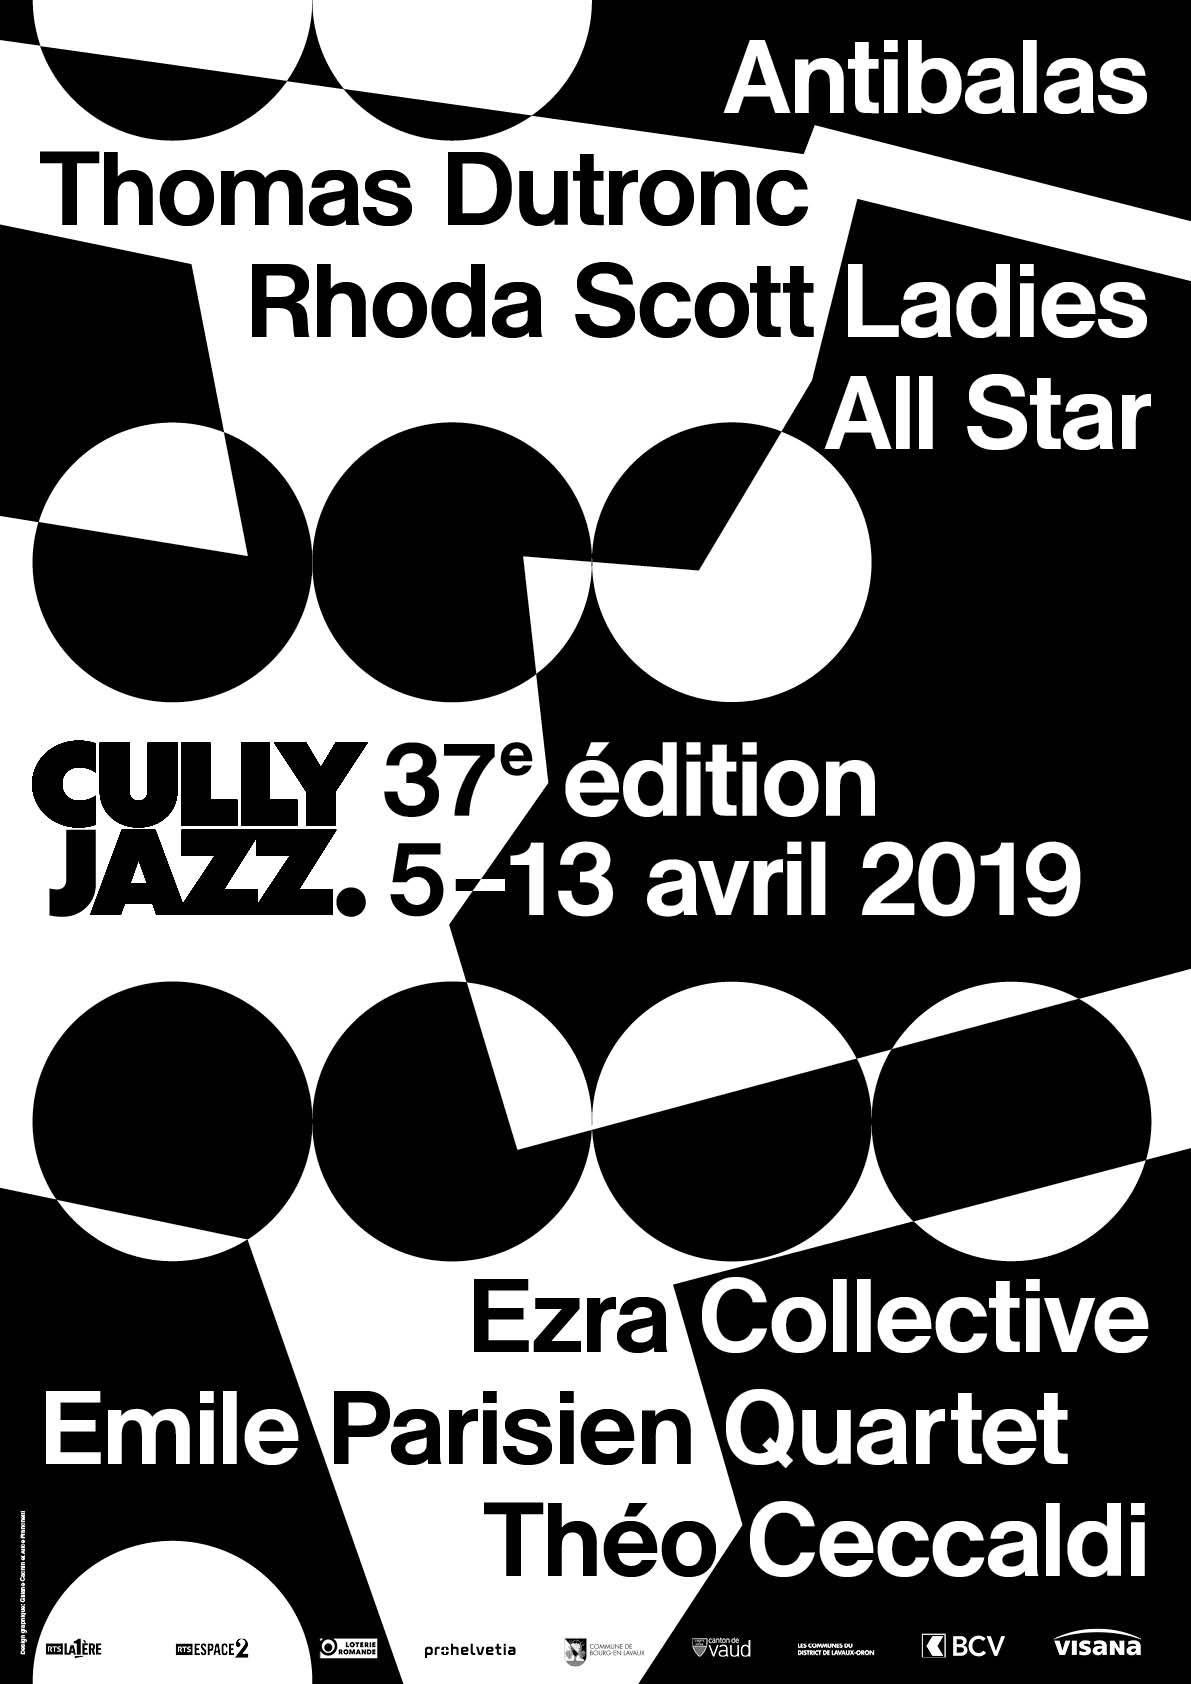 Antibalas
Thomas Dutronc
Rhoda Scott Ladies
All Star
CULLY
JAZZ.
37e édition
5–13 avril 2019
Ezra Collective
Emile Parisien Quartet
Théo Ceccaldi
RTS LA 1ÈRE
RTS ESPACE 2
LOTERIE
ROMANDE
prohelvetia
COMMUNE DE
BOURG-EN-LAVAUX
canton de
vaud
LES COMMUNES DU
DISTRICT DE LAVAUX-ORON
BCV
visana